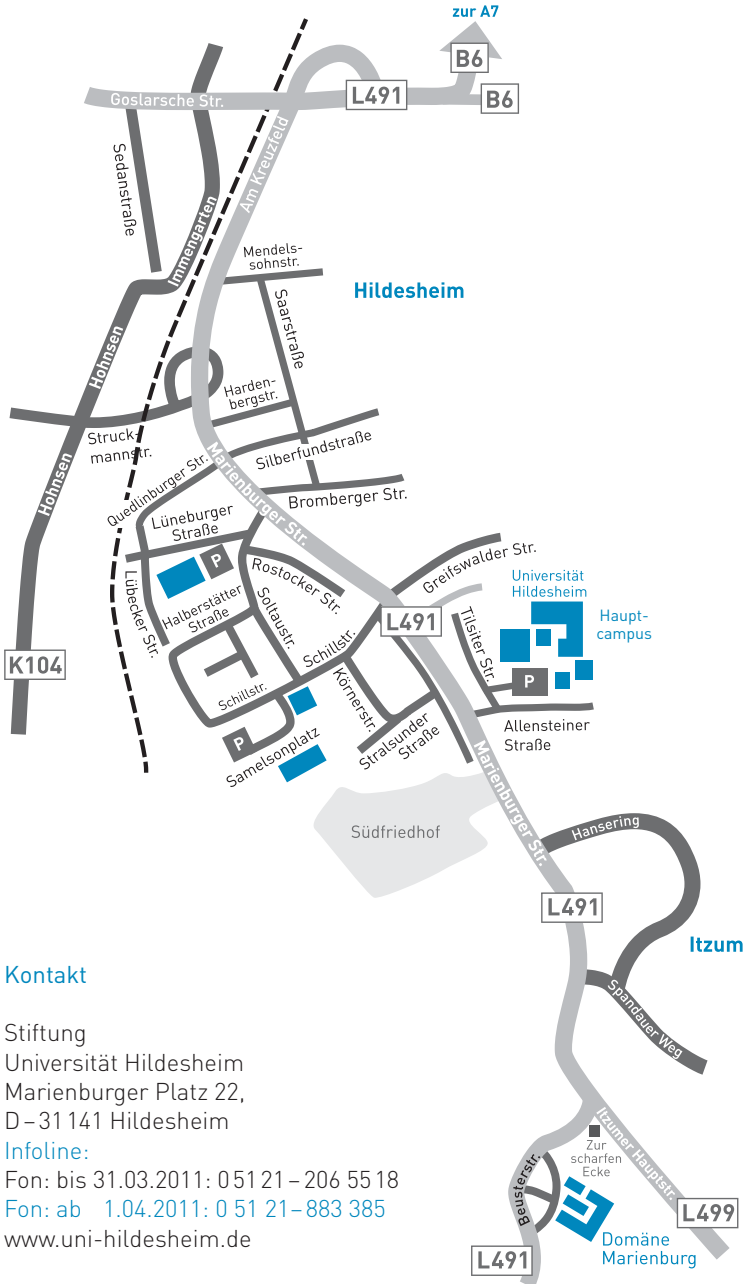 zur A7
B6
L491
B6
Goslarsche Str.
Sedanstraße
Am Kreuzfeld
Immengarten
Mendels-
sohnstr.
Hildesheim
Saarstraße
Hohnsen
Harden-
bergstr.
Struck-
mannstr.
Silberfundstraße
Marienburger Str.
Quedlinburger Str.
Hohnsen
Bromberger Str.
Lüneburger
Straße
P
Rostocker Str.
Greifswalder Str.
Lübecker Str.
Halberstätter
Straße
Soltaustr.
Universität
Hildesheim
Haupt-
campus
L491
Tilsiter Str.
K104
Schillstr.
Schillstr.
Körnerstr.
P
P
Samelsonplatz
Stralsunder
Straße
Allensteiner
Straße
Marienburger Str.
Südfriedhof
Hansering
L491
Itzum
Spandauer Weg
Kontakt
Stiftung
Universität Hildesheim
Marienburger Platz 22,
D – 31 141 Hildesheim
Infoline:
Fon: bis 31.03.2011: 0 51 21 – 206 55 18
Fon: ab 1.04.2011: 0 51 21 – 883 385
www.uni-hildesheim.de
Itzumer Hauptstr.
Zur
scharfen
Ecke
Beusterstr.
L499
Domäne
Marienburg
L491